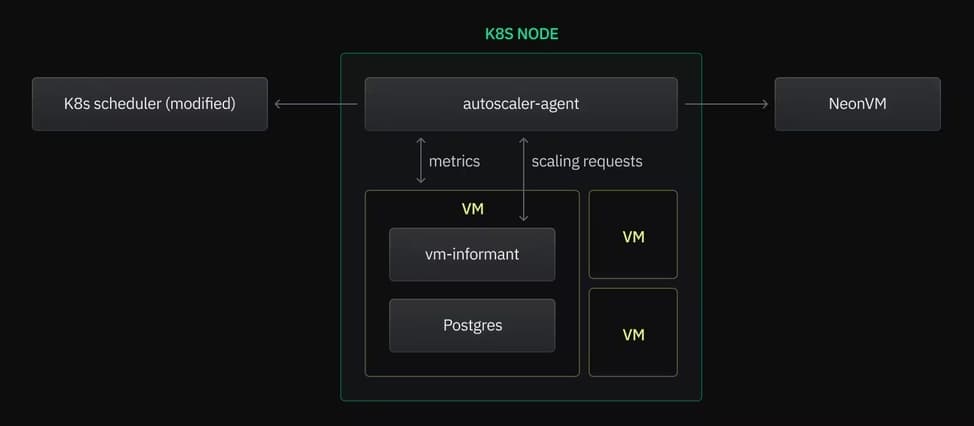 K8S NODE
K8s scheduler (modified)
autoscaler-agent
NeonVM
metrics
scaling requests
VM
vm-informant
Postgres
VM
VM